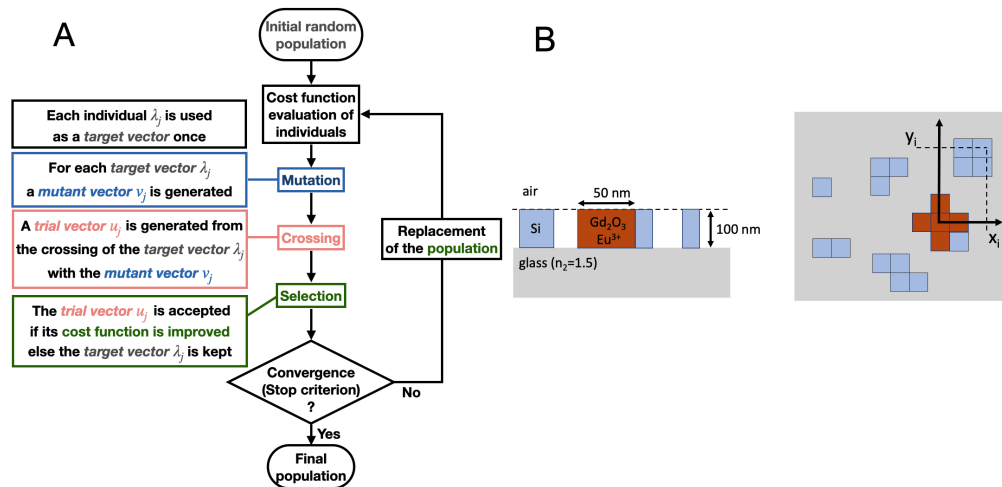 A
Initial random
population
Cost function
evaluation of
individuals
Each individual λj is used
as a target vector once
For each target vector λj
a mutant vector νj is generated
Mutation
A trial vector uj is generated from
the crossing of the target vector λj
with the mutant vector νj
Crossing
Replacement
of the population
Selection
The trial vector uj is accepted
if its cost function is improved
else the target vector λj is kept
Convergence
(Stop criterion)
?
No
Yes
Final
population
B
air
50 nm
Si
Gd₂O₃
Eu³⁺
100 nm
glass (n₂=1.5)
yᵢ
xᵢ